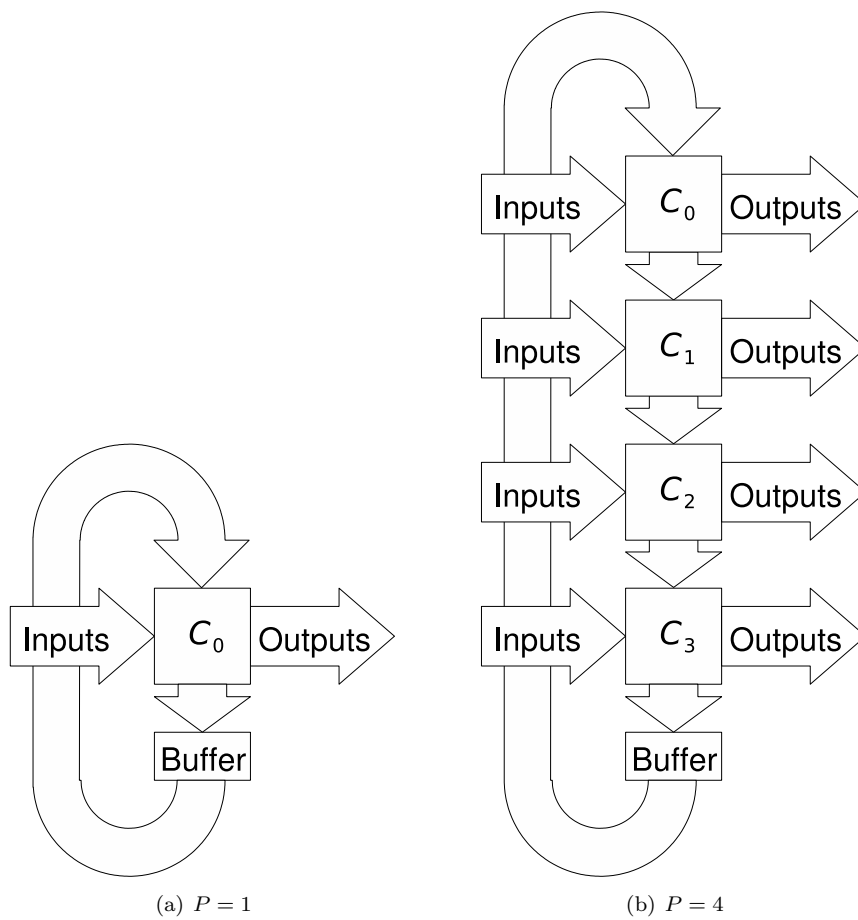 Inputs C₀ Outputs
Buffer
(a) P = 1
Inputs C₀ Outputs
Inputs C₁ Outputs
Inputs C₂ Outputs
Inputs C₃ Outputs
Buffer
(b) P = 4